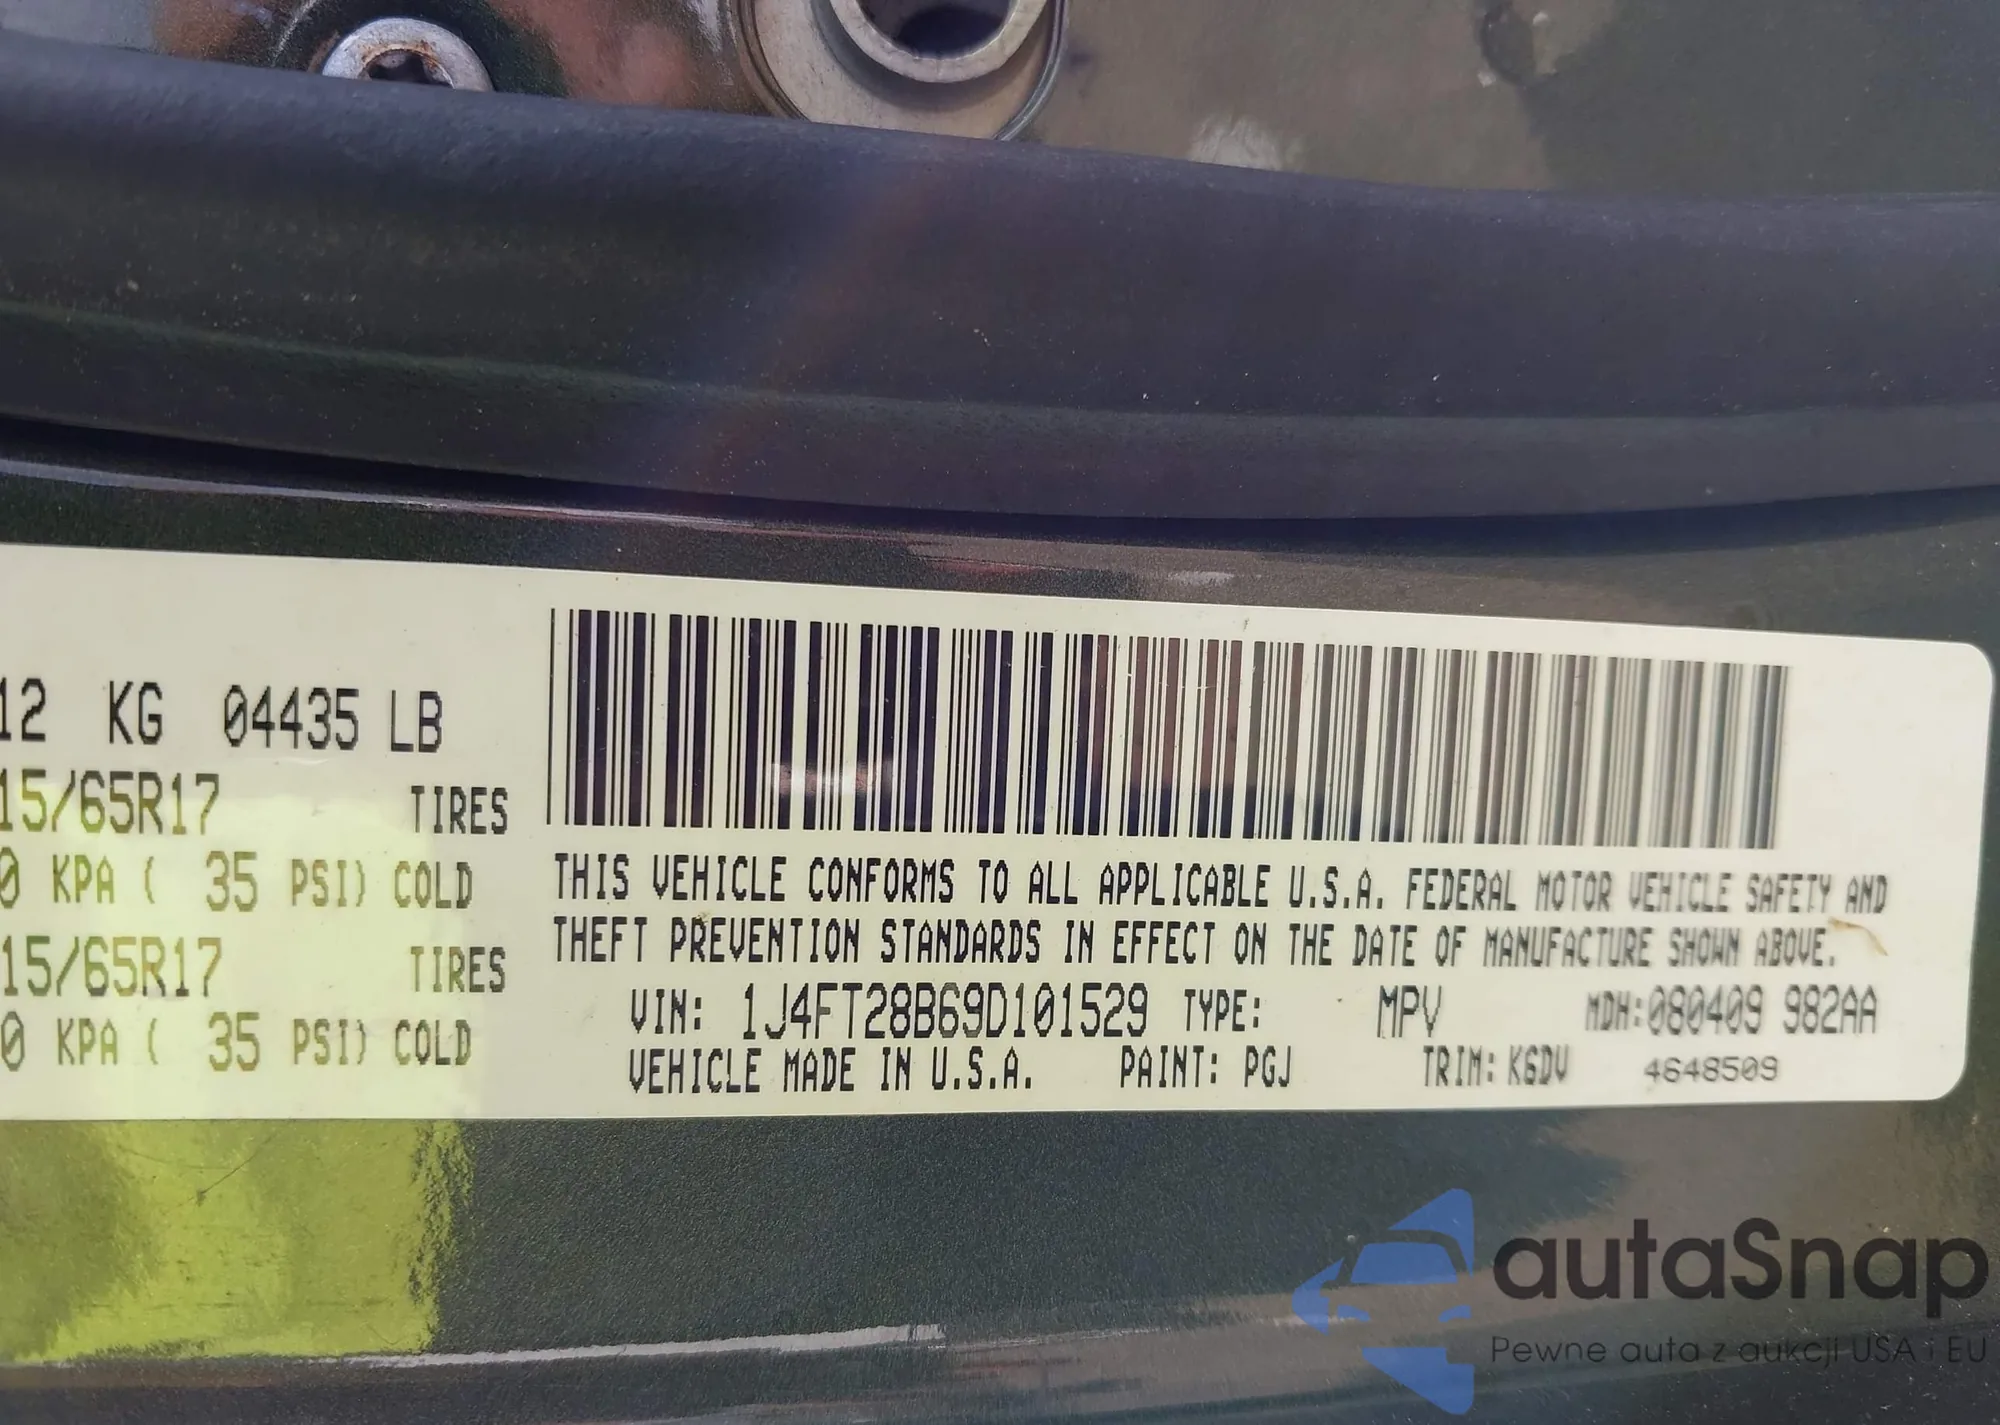 12 KG 04435 LB
15/65R17 TIRES
0 KPA ( 35 PSI) COLD
15/65R17 TIRES
0 KPA ( 35 PSI) COLD
THIS VEHICLE CONFORMS TO ALL APPLICABLE U.S.A. FEDERAL MOTOR VEHICLE SAFETY AND
THEFT PREVENTION STANDARDS IN EFFECT ON THE DATE OF MANUFACTURE SHOWN ABOVE.
VIN: 1J4FT28B69D101529 TYPE: MPV MDH:080409 982AA
VEHICLE MADE IN U.S.A. PAINT: PGJ TRIM: K6DV 4648509
autaSnap
Pewne auta z aukcji USA i EU